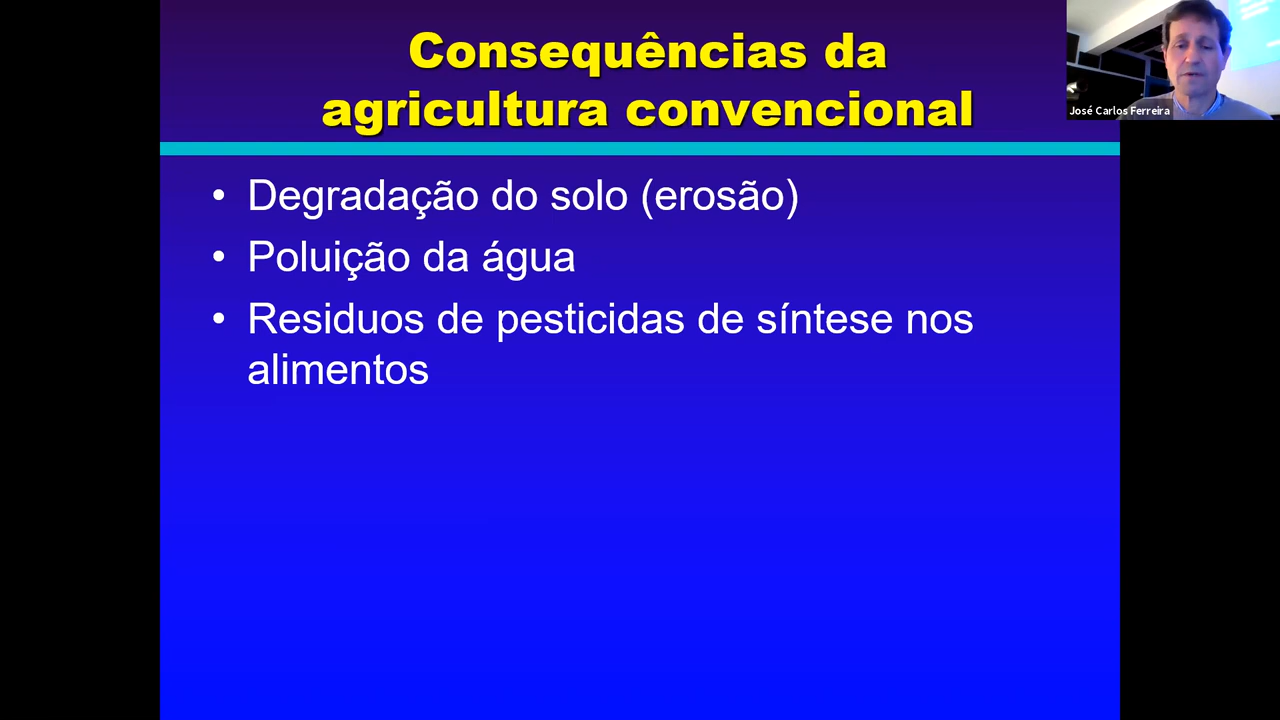 Consequências da
agricultura convencional
José Carlos Ferreira
• Degradação do solo (erosão)
• Poluição da água
• Residuos de pesticidas de síntese nos
alimentos